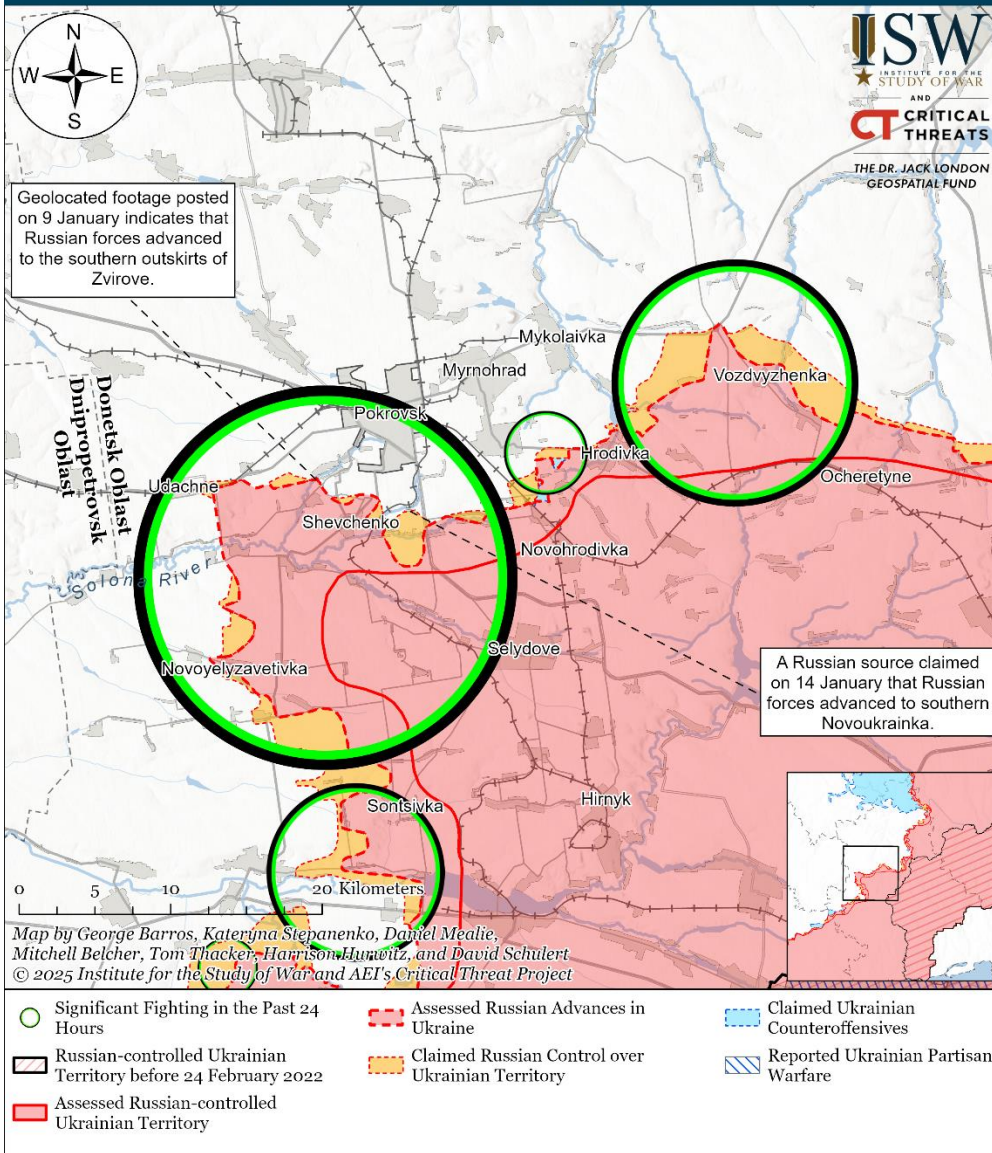 N
W E
S
ISW
INSTITUTE FOR THE
STUDY OF WAR
AND
CT CRITICAL
THREATS
THE DR. JACK LONDON
GEOSPATIAL FUND
Geolocated footage posted
on 9 January indicates that
Russian forces advanced
to the southern outskirts of
Zvirove.
Mykolaivka
Myrnohrad
Vozdvyzhenka
Pokrovsk
Donetsk Oblast
Dnipropetrovsk
Oblast
Hrodivka
Udachne
Ocheretyne
Shevchenko
Novohrodivka
Solona River
Selydove
Novoyelyzavetivka
A Russian source claimed
on 14 January that Russian
forces advanced to southern
Novoukrainka.
Sontsivka
Hirnyk
0 5 10 20 Kilometers
Map by George Barros, Kateryna Stepanenko, Daniel Mealie,
Mitchell Belcher, Tom Thacker, Harrison Hurwitz, and David Schulert
© 2025 Institute for the Study of War and AEI's Critical Threat Project
Significant Fighting in the Past 24
Hours
Russian-controlled Ukrainian
Territory before 24 February 2022
Assessed Russian-controlled
Ukrainian Territory
Assessed Russian Advances in
Ukraine
Claimed Russian Control over
Ukrainian Territory
Claimed Ukrainian
Counteroffensives
Reported Ukrainian Partisan
Warfare